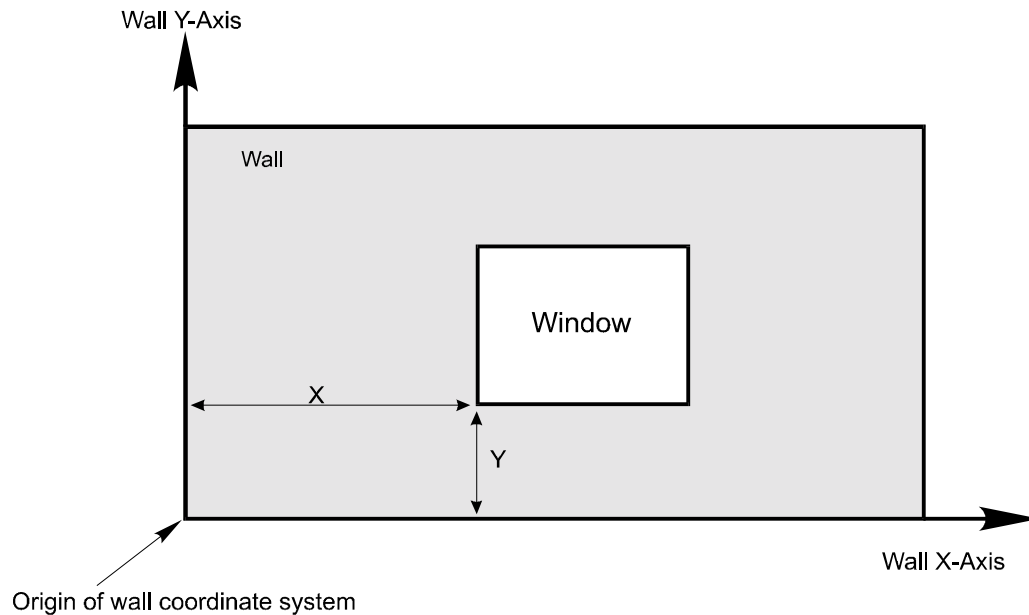 Wall Y-Axis
Wall
Window
X
Y
Wall X-Axis
Origin of wall coordinate system